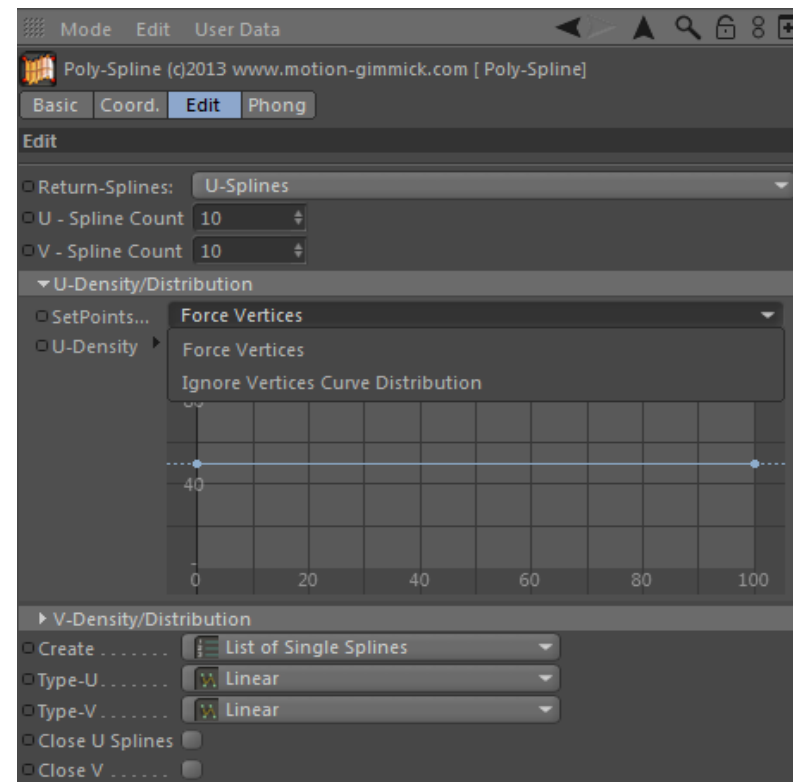 Mode Edit User Data
Poly-Spline (c)2013 www.motion-gimmick.com [ Poly-Spline]
Basic Coord. Edit Phong
Edit
Return-Splines: U-Splines
U - Spline Count 10
V - Spline Count 10
U-Density/Distribution
SetPoints... Force Vertices
U-Density Force Vertices
Ignore Vertices Curve Distribution
40
0 20 40 60 80 100
V-Density/Distribution
Create . . . . . . . List of Single Splines
Type-U. . . . . . . Linear
Type-V. . . . . . . Linear
Close U Splines
Close V . . . . . .